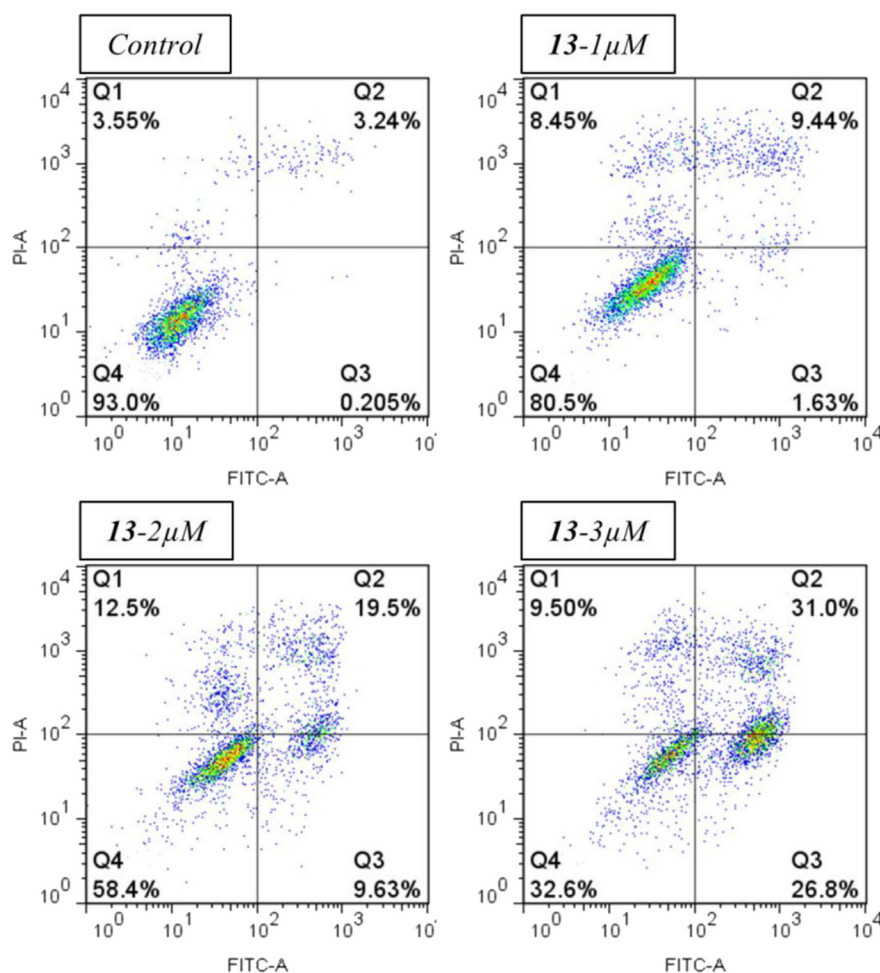 Control
Q1
3.55%
Q2
3.24%
Q4
93.0%
Q3
0.205%
10⁴
10³
10²
10¹
10⁰
PI-A
10⁰ 10¹ 10² 10³
FITC-A
13-1µM
Q1
8.45%
Q2
9.44%
Q4
80.5%
Q3
1.63%
10⁴
10³
10²
10¹
10⁰
PI-A
10⁰ 10¹ 10² 10³ 10⁴
FITC-A
13-2µM
Q1
12.5%
Q2
19.5%
Q4
58.4%
Q3
9.63%
10⁴
10³
10²
10¹
10⁰
PI-A
10⁰ 10¹ 10² 10³ 10⁴
FITC-A
13-3µM
Q1
9.50%
Q2
31.0%
Q4
32.6%
Q3
26.8%
10⁴
10³
10²
10¹
10⁰
PI-A
10⁰ 10¹ 10² 10³ 10⁴
FITC-A